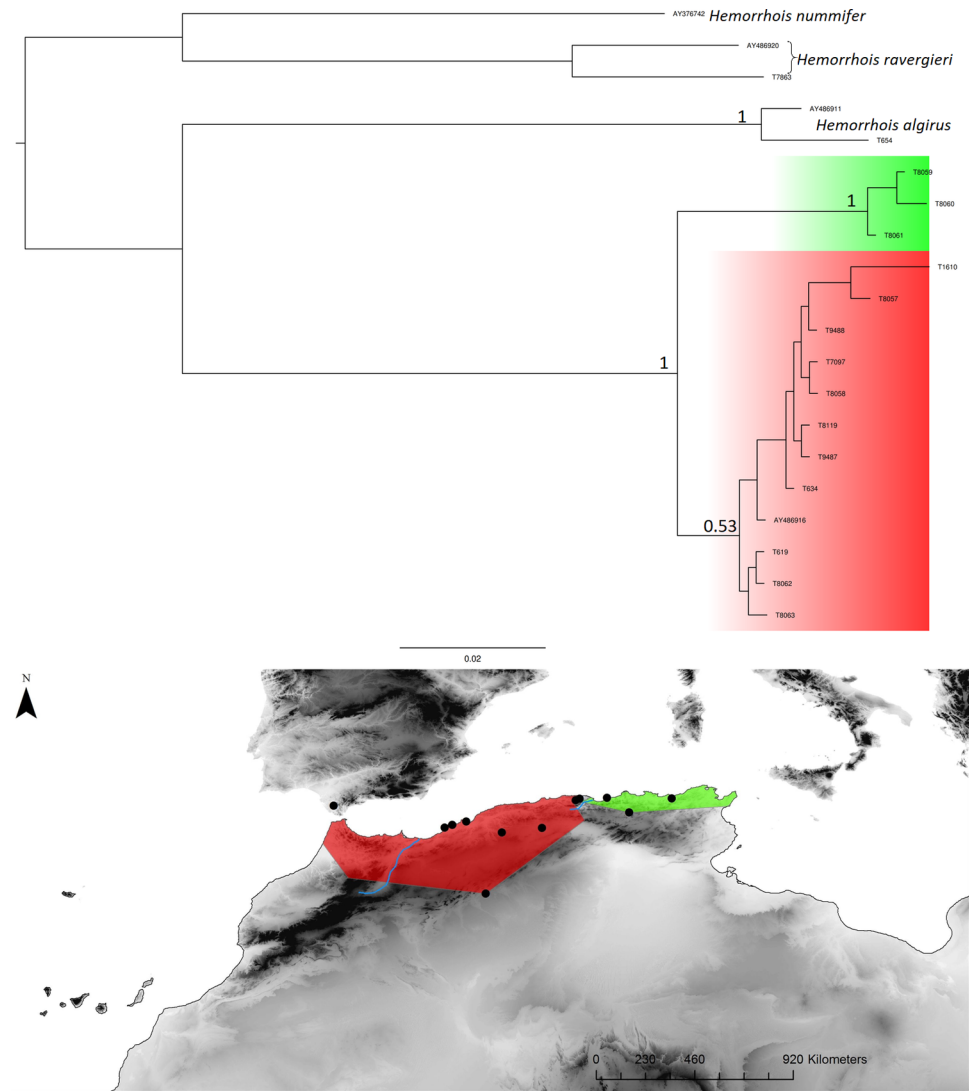 AY376742 Hemorrhois nummifer
AY486920
Hemorrhois ravergieri
T7863
AY486911
1
Hemorrhois algirus
T654
T8059
1
T8060
T8061
T1610
T8057
T9488
T7097
1
T8058
T8119
T9487
T634
AY486916
0.53
T619
T8062
T8063
0.02
N
0 230 460 920 Kilometers